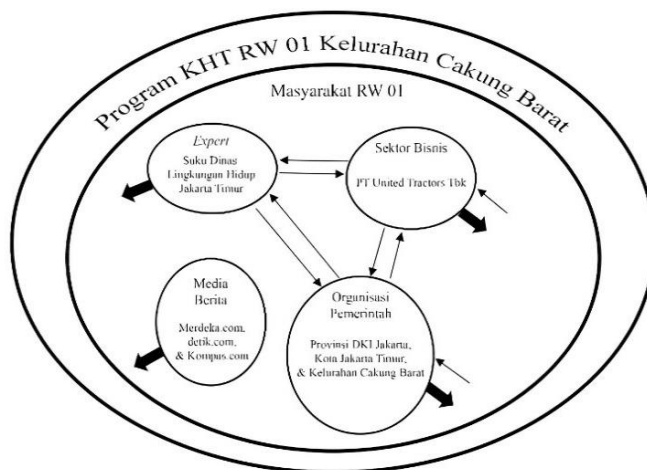 Program KHT RW 01 Kelurahan Cakung Barat
Masyarakat RW 01
Expert
Suku Dinas
Lingkungan Hidup
Jakarta Timur
Sektor Bisnis
PT United Tractors Tbk
Media
Berita
Merdeka.com,
detik.com,
& Kompas.com
Organisasi
Pemerintah
Provinsi DKI Jakarta,
Kota Jakarta Timur,
& Kelurahan Cakung Barat